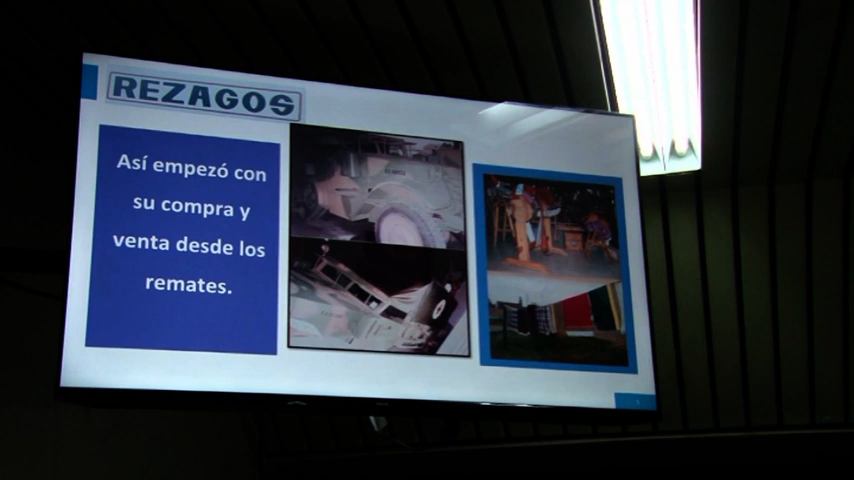 REZAGOS
Así empezó con
su compra y
venta desde los
remates.